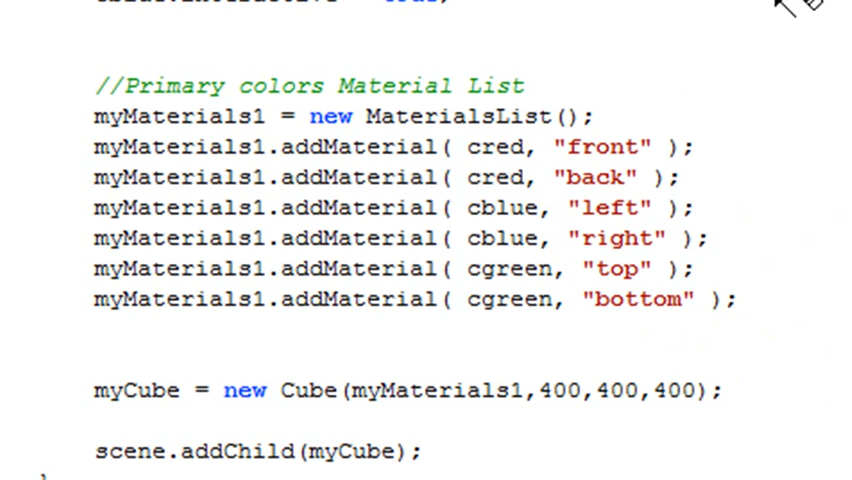 //Primary colors Material List
myMaterials1 = new MaterialsList();
myMaterials1.addMaterial( cred, "front" );
myMaterials1.addMaterial( cred, "back" );
myMaterials1.addMaterial( cblue, "left" );
myMaterials1.addMaterial( cblue, "right" );
myMaterials1.addMaterial( cgreen, "top" );
myMaterials1.addMaterial( cgreen, "bottom" );
myCube = new Cube(myMaterials1,400,400,400);
scene.addChild(myCube);